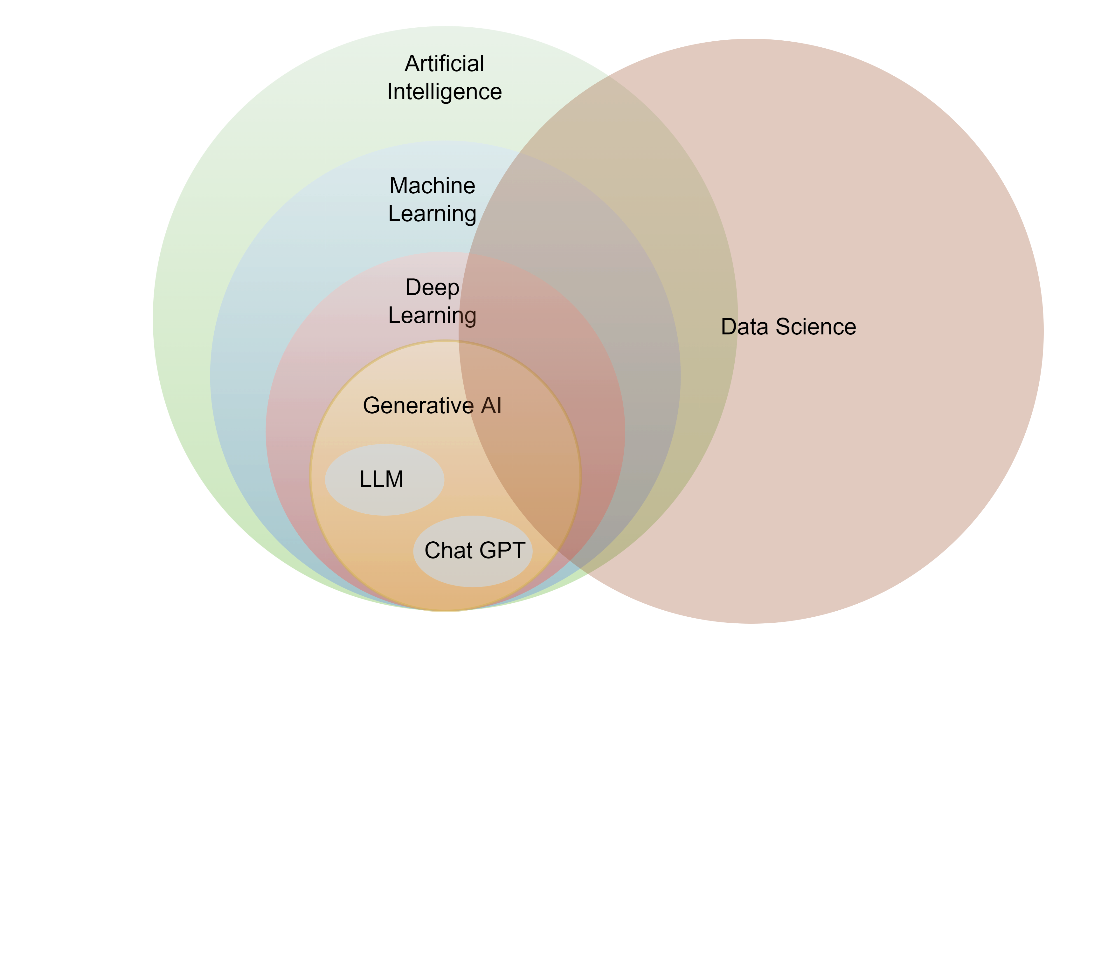 Artificial
Intelligence
Machine
Learning
Deep
Learning
Data Science
Generative AI
LLM
Chat GPT